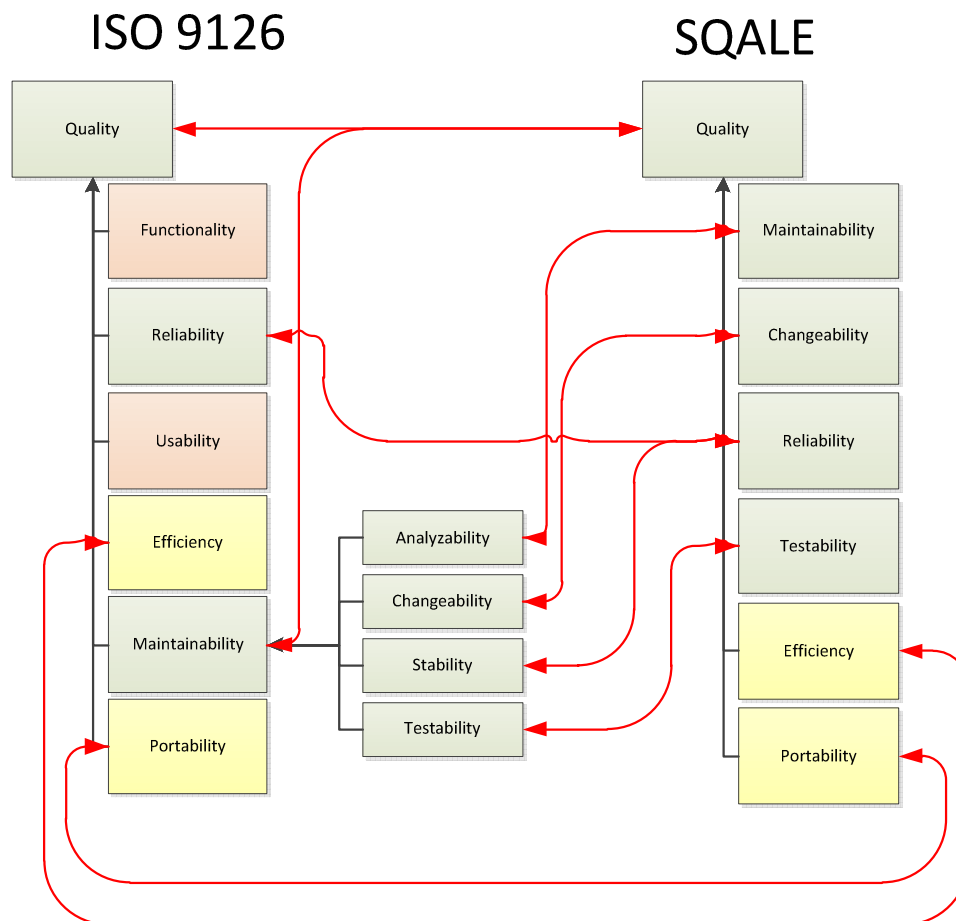 ISO 9126
SQALE
Quality
Quality
Functionality
Maintainability
Reliability
Changeability
Usability
Reliability
Efficiency
Analyzability
Testability
Changeability
Maintainability
Stability
Efficiency
Testability
Portability
Portability